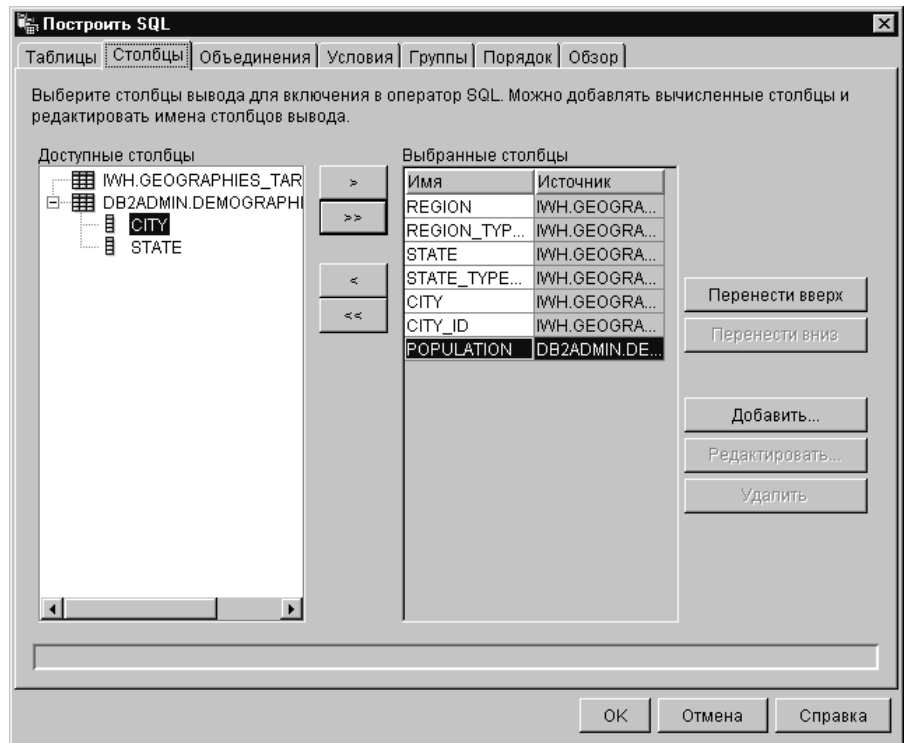 Построить SQL
Таблицы Столбцы Объединения Условия Группы Порядок Обзор
Выберите столбцы вывода для включения в оператор SQL. Можно добавлять вычисленные столбцы и
редактировать имена столбцов вывода.
Доступные столбцы
IWH.GEOGRAPHIES_TAR
DB2ADMIN.DEMOGRAPHI
CITY
STATE
>
>>
<
<<
Выбранные столбцы
Имя Источник
REGION IWH.GEOGRA...
REGION_TYP... IWH.GEOGRA...
STATE IWH.GEOGRA...
STATE_TYPE... IWH.GEOGRA...
CITY IWH.GEOGRA...
CITY_ID IWH.GEOGRA...
POPULATION DB2ADMIN.DE...
Перенести вверх
Перенести вниз
Добавить...
Редактировать...
Удалить
OK Отмена Справка